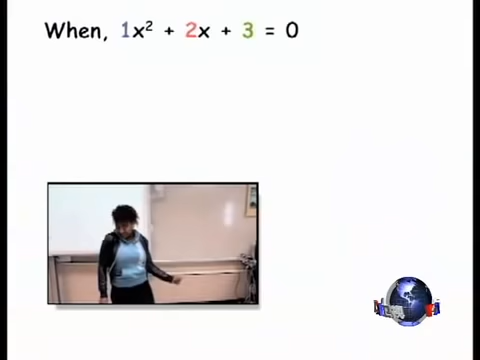 When, 1x² + 2x + 3 = 0